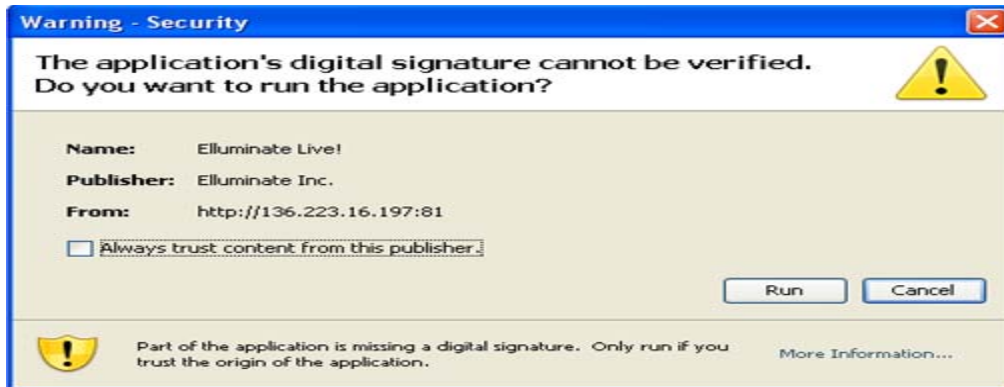 Warning - Security
The application's digital signature cannot be verified.
Do you want to run the application?
Name: Elluminate Live!
Publisher: Elluminate Inc.
From: http://136.223.16.197:81
Always trust content from this publisher.
Run Cancel
Part of the application is missing a digital signature. Only run if you
trust the origin of the application.
More Information...